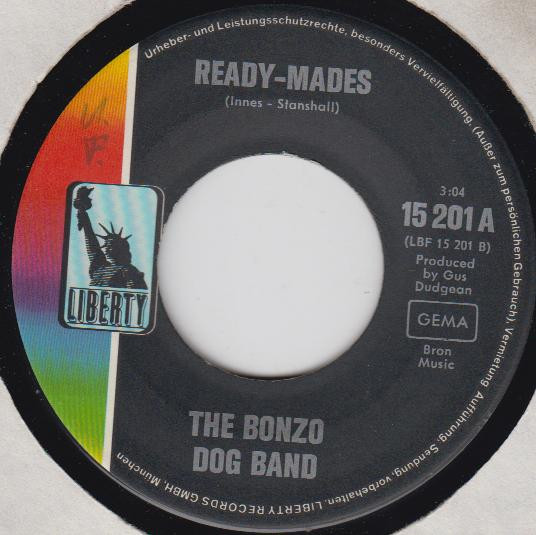 Urheber- und Leistungsschutzrechte, besonders Vervielfältigung, (Außer zum persönlichen Gebrauch), Vermietung, Aufführung, Sendung, vorbehalten. LIBERTY RECORDS GMBH, München
READY-MADES
(Innes - Stanshall)
U.
F.
LIBERTY
3:04
15 201 A
(LBF 15 201 B)
Produced
by Gus
Dudgean
GEMA
Bron
Music
THE BONZO
DOG BAND